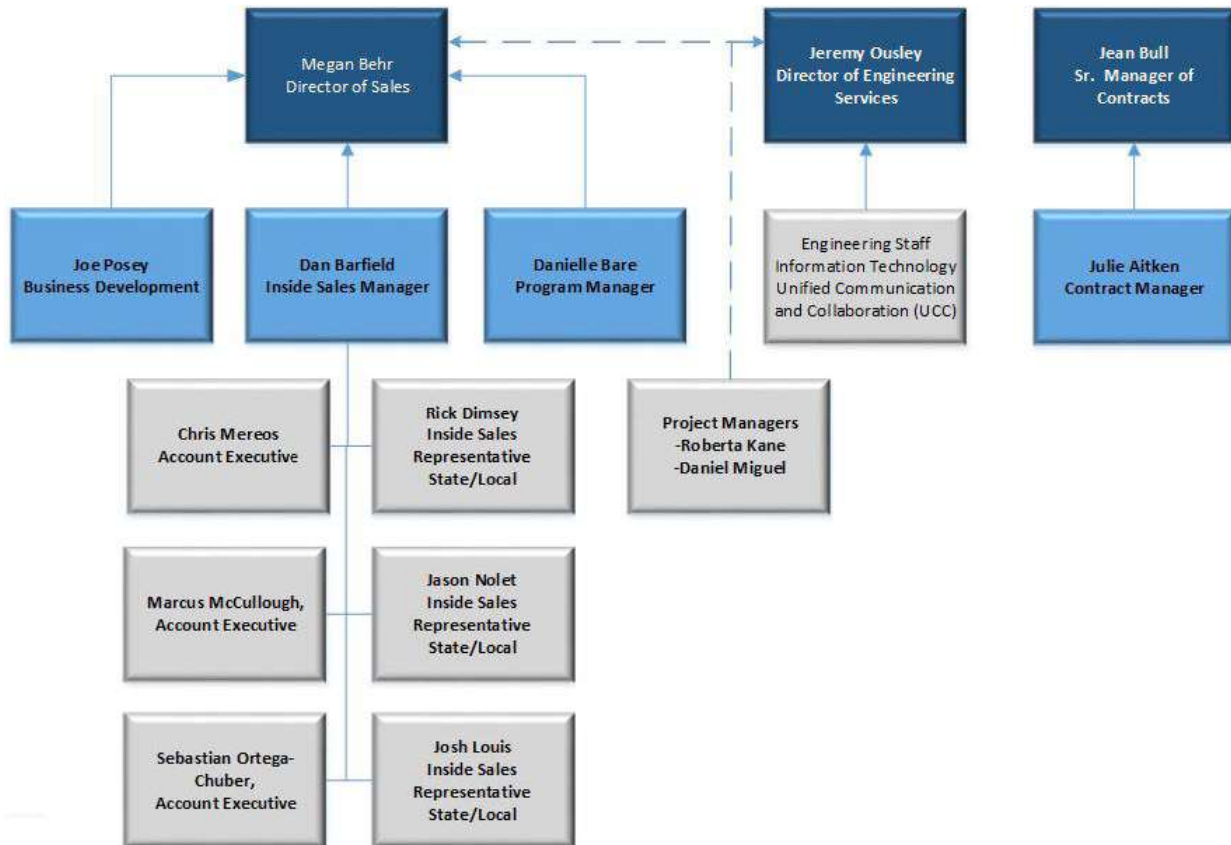 Megan Behr
Director of Sales
Jeremy Ousley
Director of Engineering
Services
Jean Bull
Sr. Manager of
Contracts
Joe Posey
Business Development
Dan Barfield
Inside Sales Manager
Danielle Bare
Program Manager
Engineering Staff
Information Technology
Unified Communication
and Collaboration (UCC)
Julie Aitken
Contract Manager
Chris Mereos
Account Executive
Rick Dimsey
Inside Sales
Representative
State/Local
Project Managers
-Roberta Kane
-Daniel Miguel
Marcus McCullough,
Account Executive
Jason Nolet
Inside Sales
Representative
State/Local
Sebastian Ortega-
Chuber,
Account Executive
Josh Louis
Inside Sales
Representative
State/Local